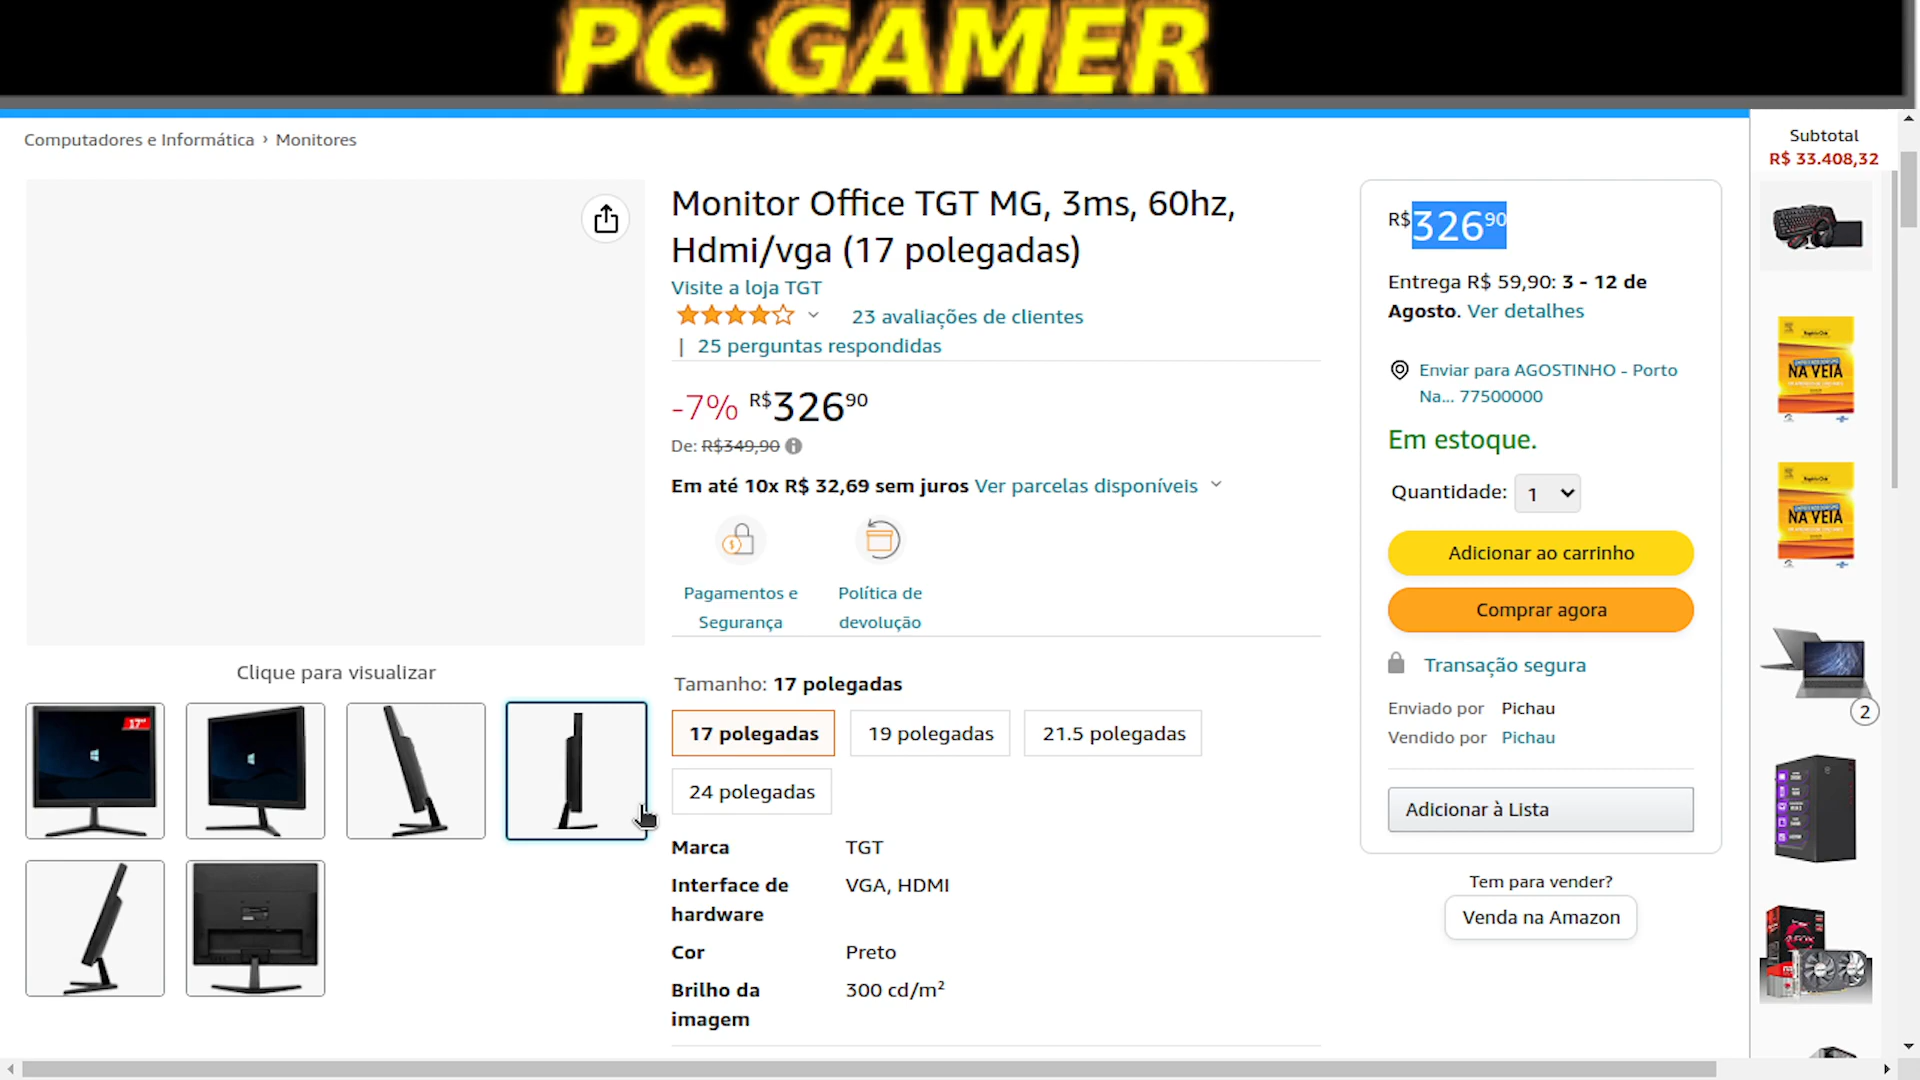 PC GAMER
Computadores e Informática › Monitores
Subtotal
R$ 33.408,32
Monitor Office TGT MG, 3ms, 60hz,
Hdmi/vga (17 polegadas)
Visite a loja TGT
23 avaliações de clientes
| 25 perguntas respondidas
-7% R$32690
De: R$349,90
Em até 10x R$ 32,69 sem juros Ver parcelas disponíveis
Pagamentos e
Segurança
Política de
devolução
Clique para visualizar
17"
Tamanho: 17 polegadas
17 polegadas
19 polegadas
21.5 polegadas
24 polegadas
Marca TGT
Interface de VGA, HDMI
hardware
Cor Preto
Brilho da 300 cd/m²
imagem
R$32690
Entrega R$ 59,90: 3 - 12 de
Agosto. Ver detalhes
Enviar para AGOSTINHO - Porto
Na... 77500000
Em estoque.
Quantidade: 1
Adicionar ao carrinho
Comprar agora
Transação segura
Enviado por Pichau
Vendido por Pichau
Adicionar à Lista
Tem para vender?
Venda na Amazon
NA VEIA
NA VEIA
2